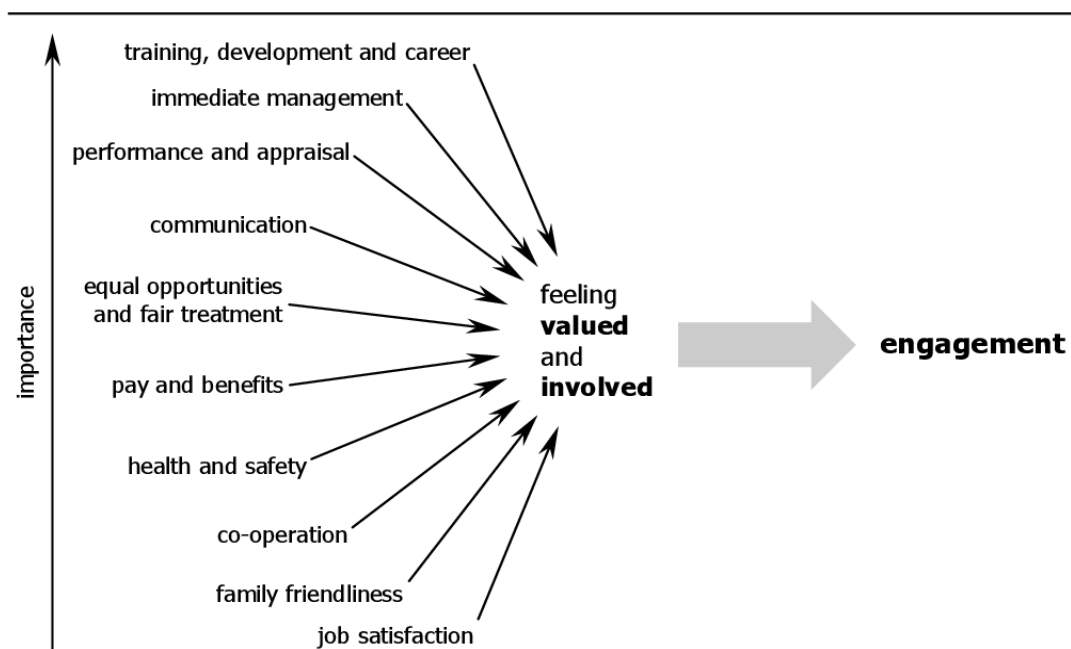 training, development and career
immediate management
performance and appraisal
communication
equal opportunities
and fair treatment
pay and benefits
health and safety
co-operation
family friendliness
job satisfaction
importance
feeling
valued
and
involved
engagement